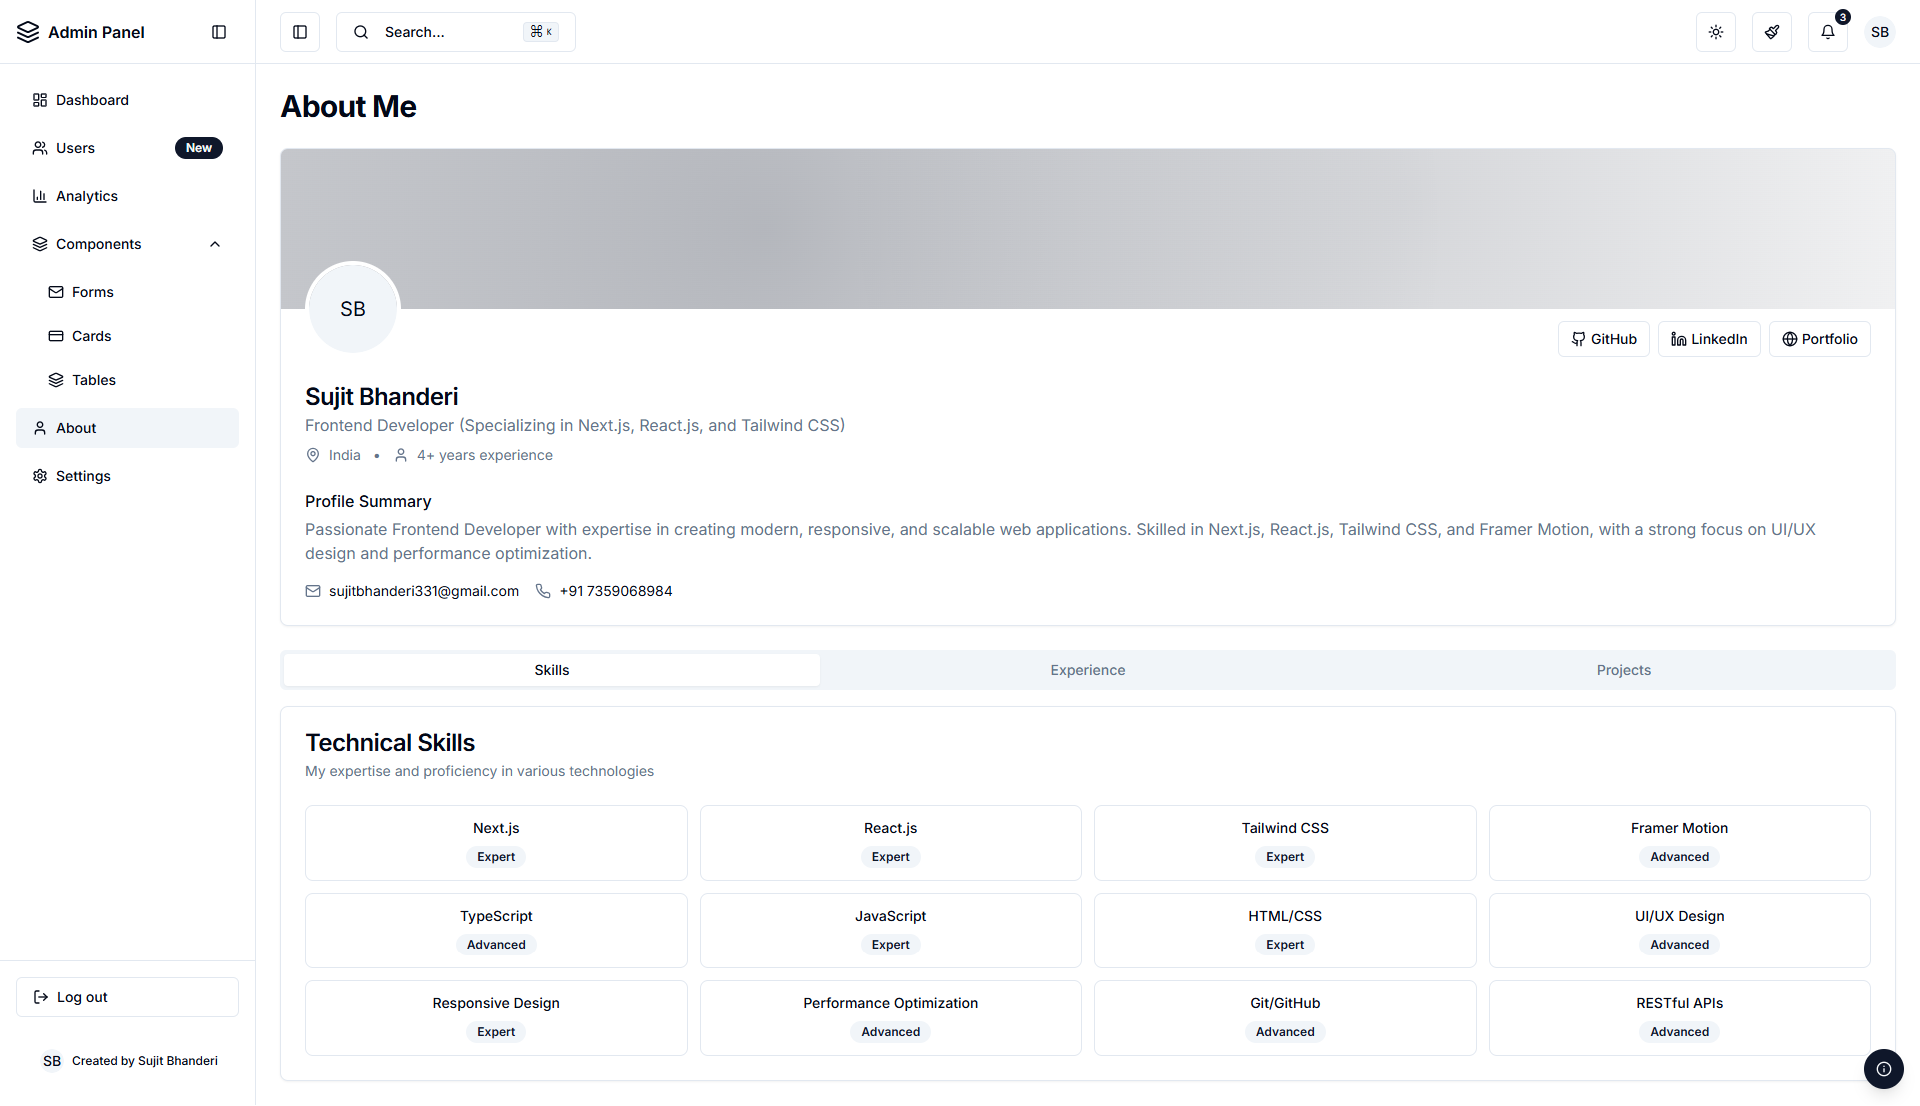 Admin Panel
Search...
⌘ K
3
SB
Dashboard
Users
New
Analytics
Components
Forms
Cards
Tables
About
Settings
Log out
SB
Created by Sujit Bhanderi
About Me
SB
GitHub
LinkedIn
Portfolio
Sujit Bhanderi
Frontend Developer (Specializing in Next.js, React.js, and Tailwind CSS)
India • 4+ years experience
Profile Summary
Passionate Frontend Developer with expertise in creating modern, responsive, and scalable web applications. Skilled in Next.js, React.js, Tailwind CSS, and Framer Motion, with a strong focus on UI/UX
design and performance optimization.
sujitbhanderi331@gmail.com
+91 7359068984
Skills
Experience
Projects
Technical Skills
My expertise and proficiency in various technologies
Next.js
Expert
React.js
Expert
Tailwind CSS
Expert
Framer Motion
Advanced
TypeScript
Advanced
JavaScript
Expert
HTML/CSS
Expert
UI/UX Design
Advanced
Responsive Design
Expert
Performance Optimization
Advanced
Git/GitHub
Advanced
RESTful APIs
Advanced